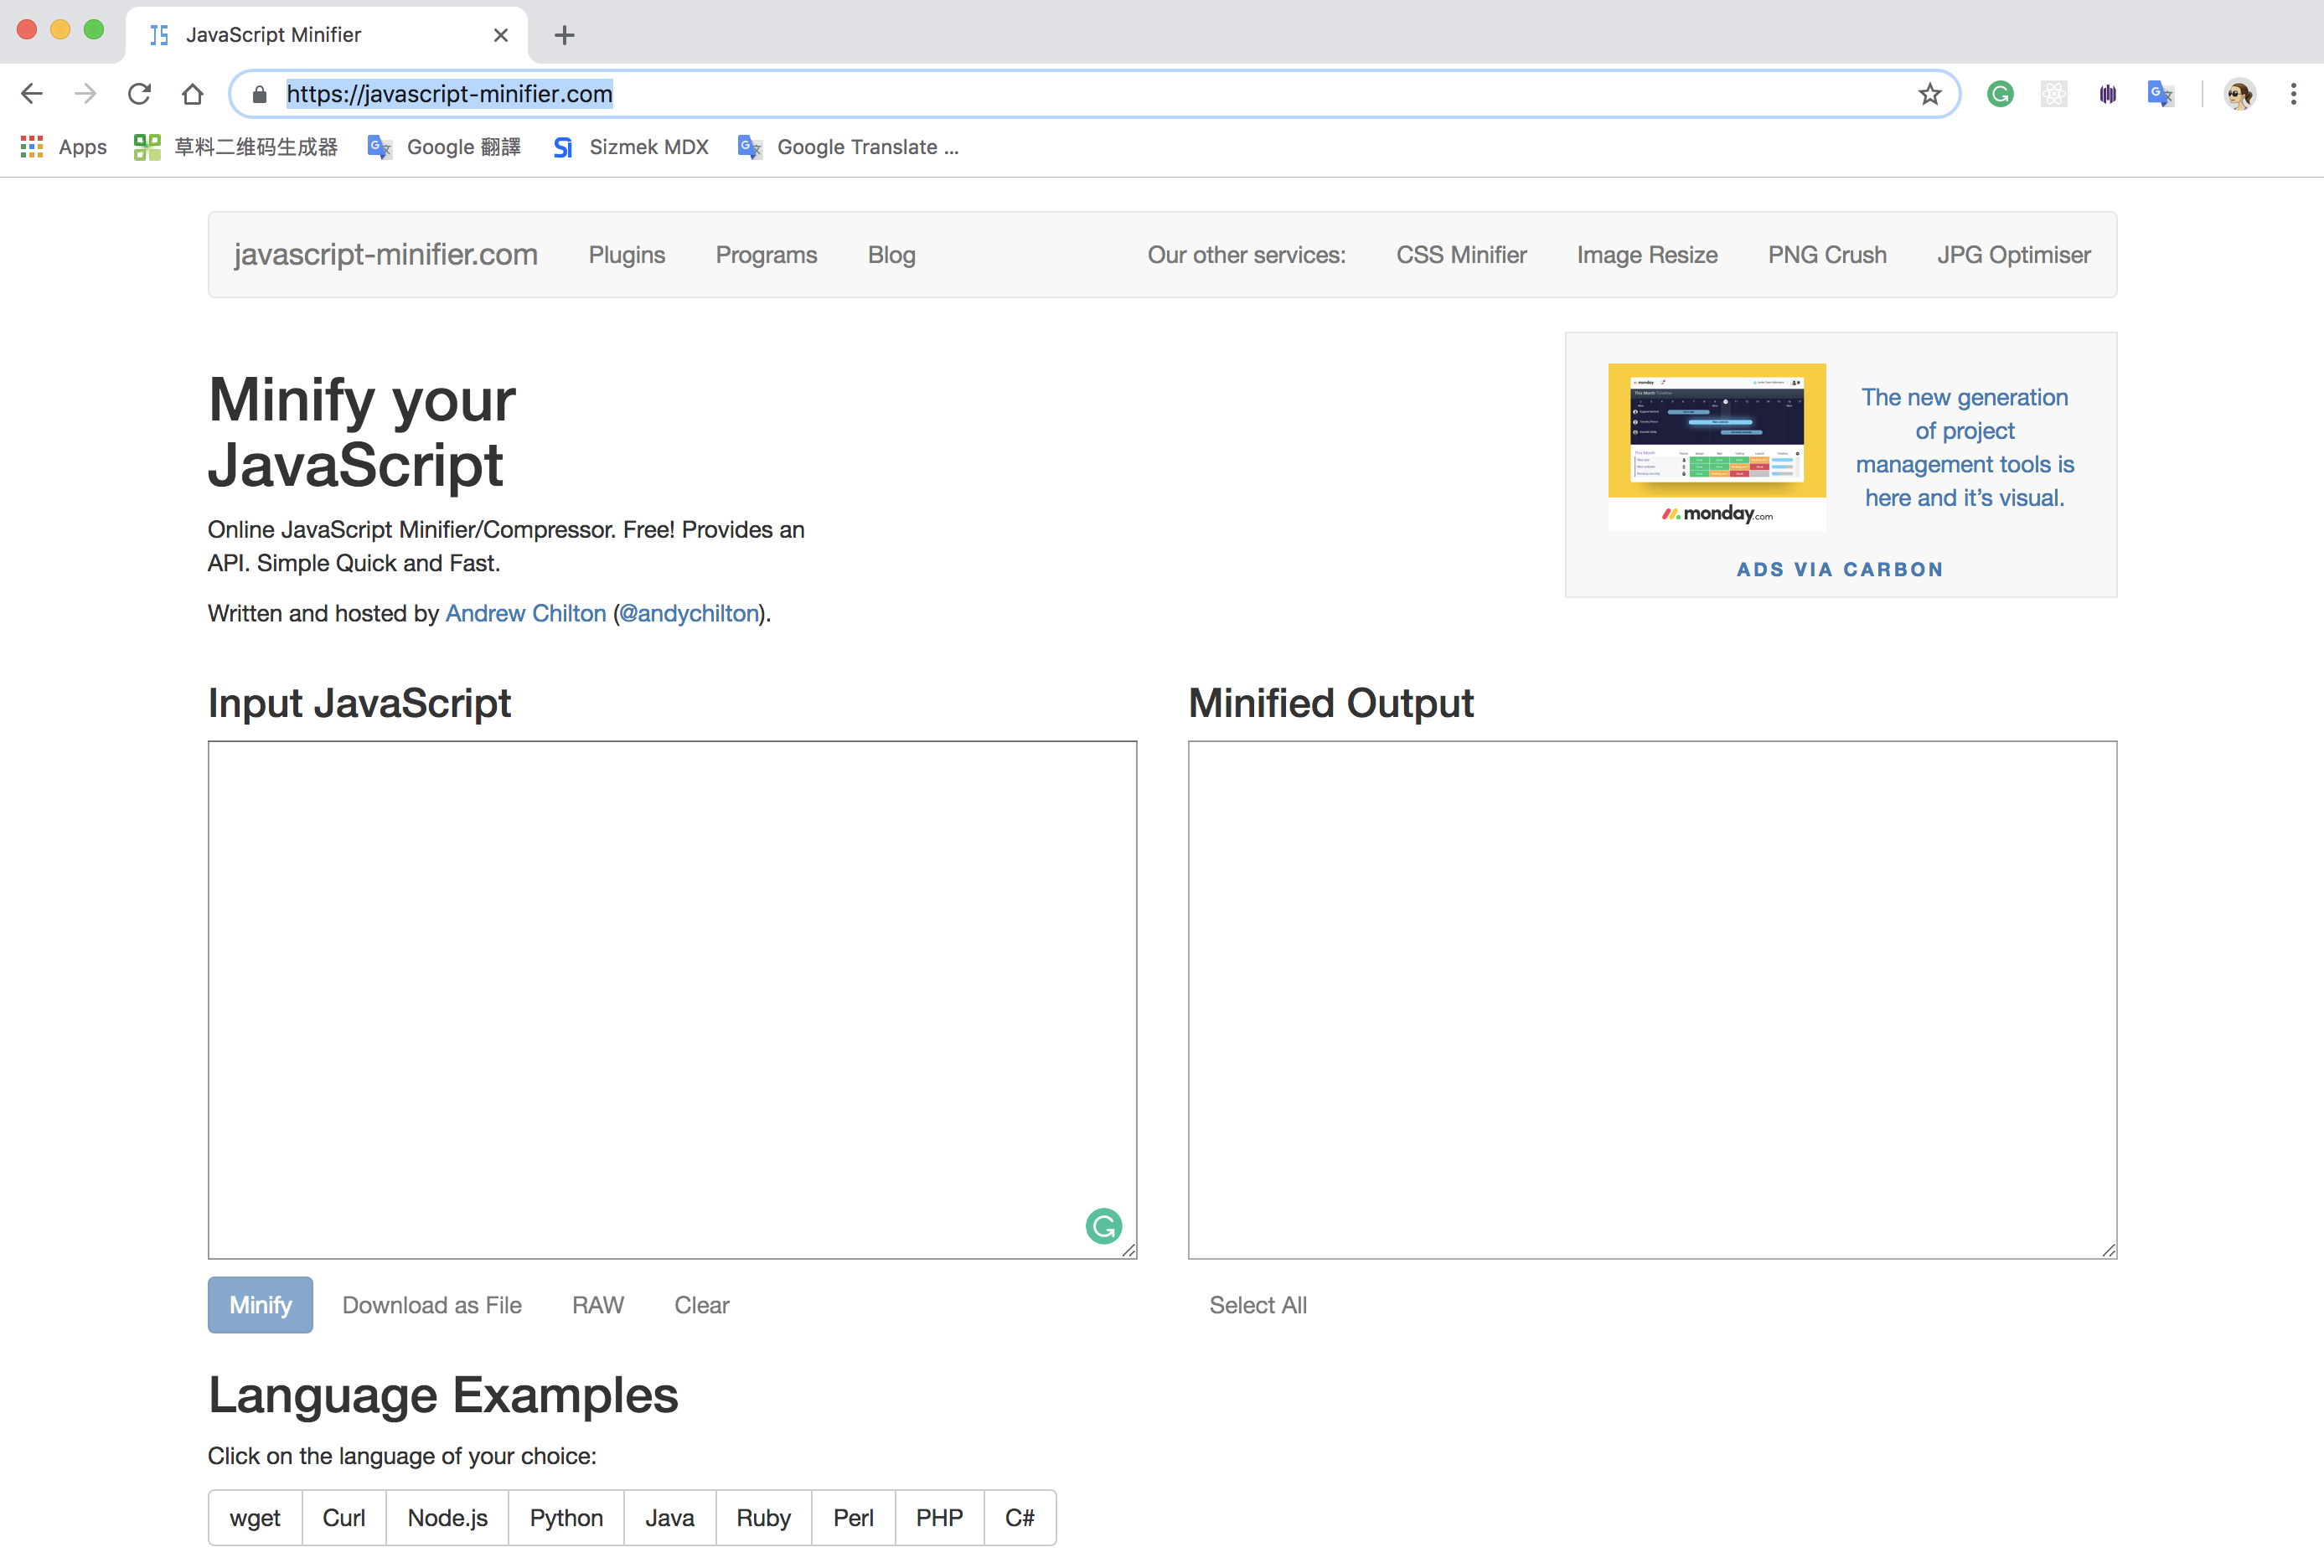 JavaScript Minifier
https://javascript-minifier.com
Apps 草料二维码生成器 Google 翻譯 Sizmek MDX Google Translate ...
javascript-minifier.com Plugins Programs Blog Our other services: CSS Minifier Image Resize PNG Crush JPG Optimiser
Minify your
JavaScript
Online JavaScript Minifier/Compressor. Free! Provides an
API. Simple Quick and Fast.
Written and hosted by Andrew Chilton (@andychilton).
The new generation
of project
management tools is
here and it’s visual.
monday.com
ADS VIA CARBON
Input JavaScript
Minified Output
Minify Download as File RAW Clear
Select All
Language Examples
Click on the language of your choice:
wget Curl Node.js Python Java Ruby Perl PHP C#